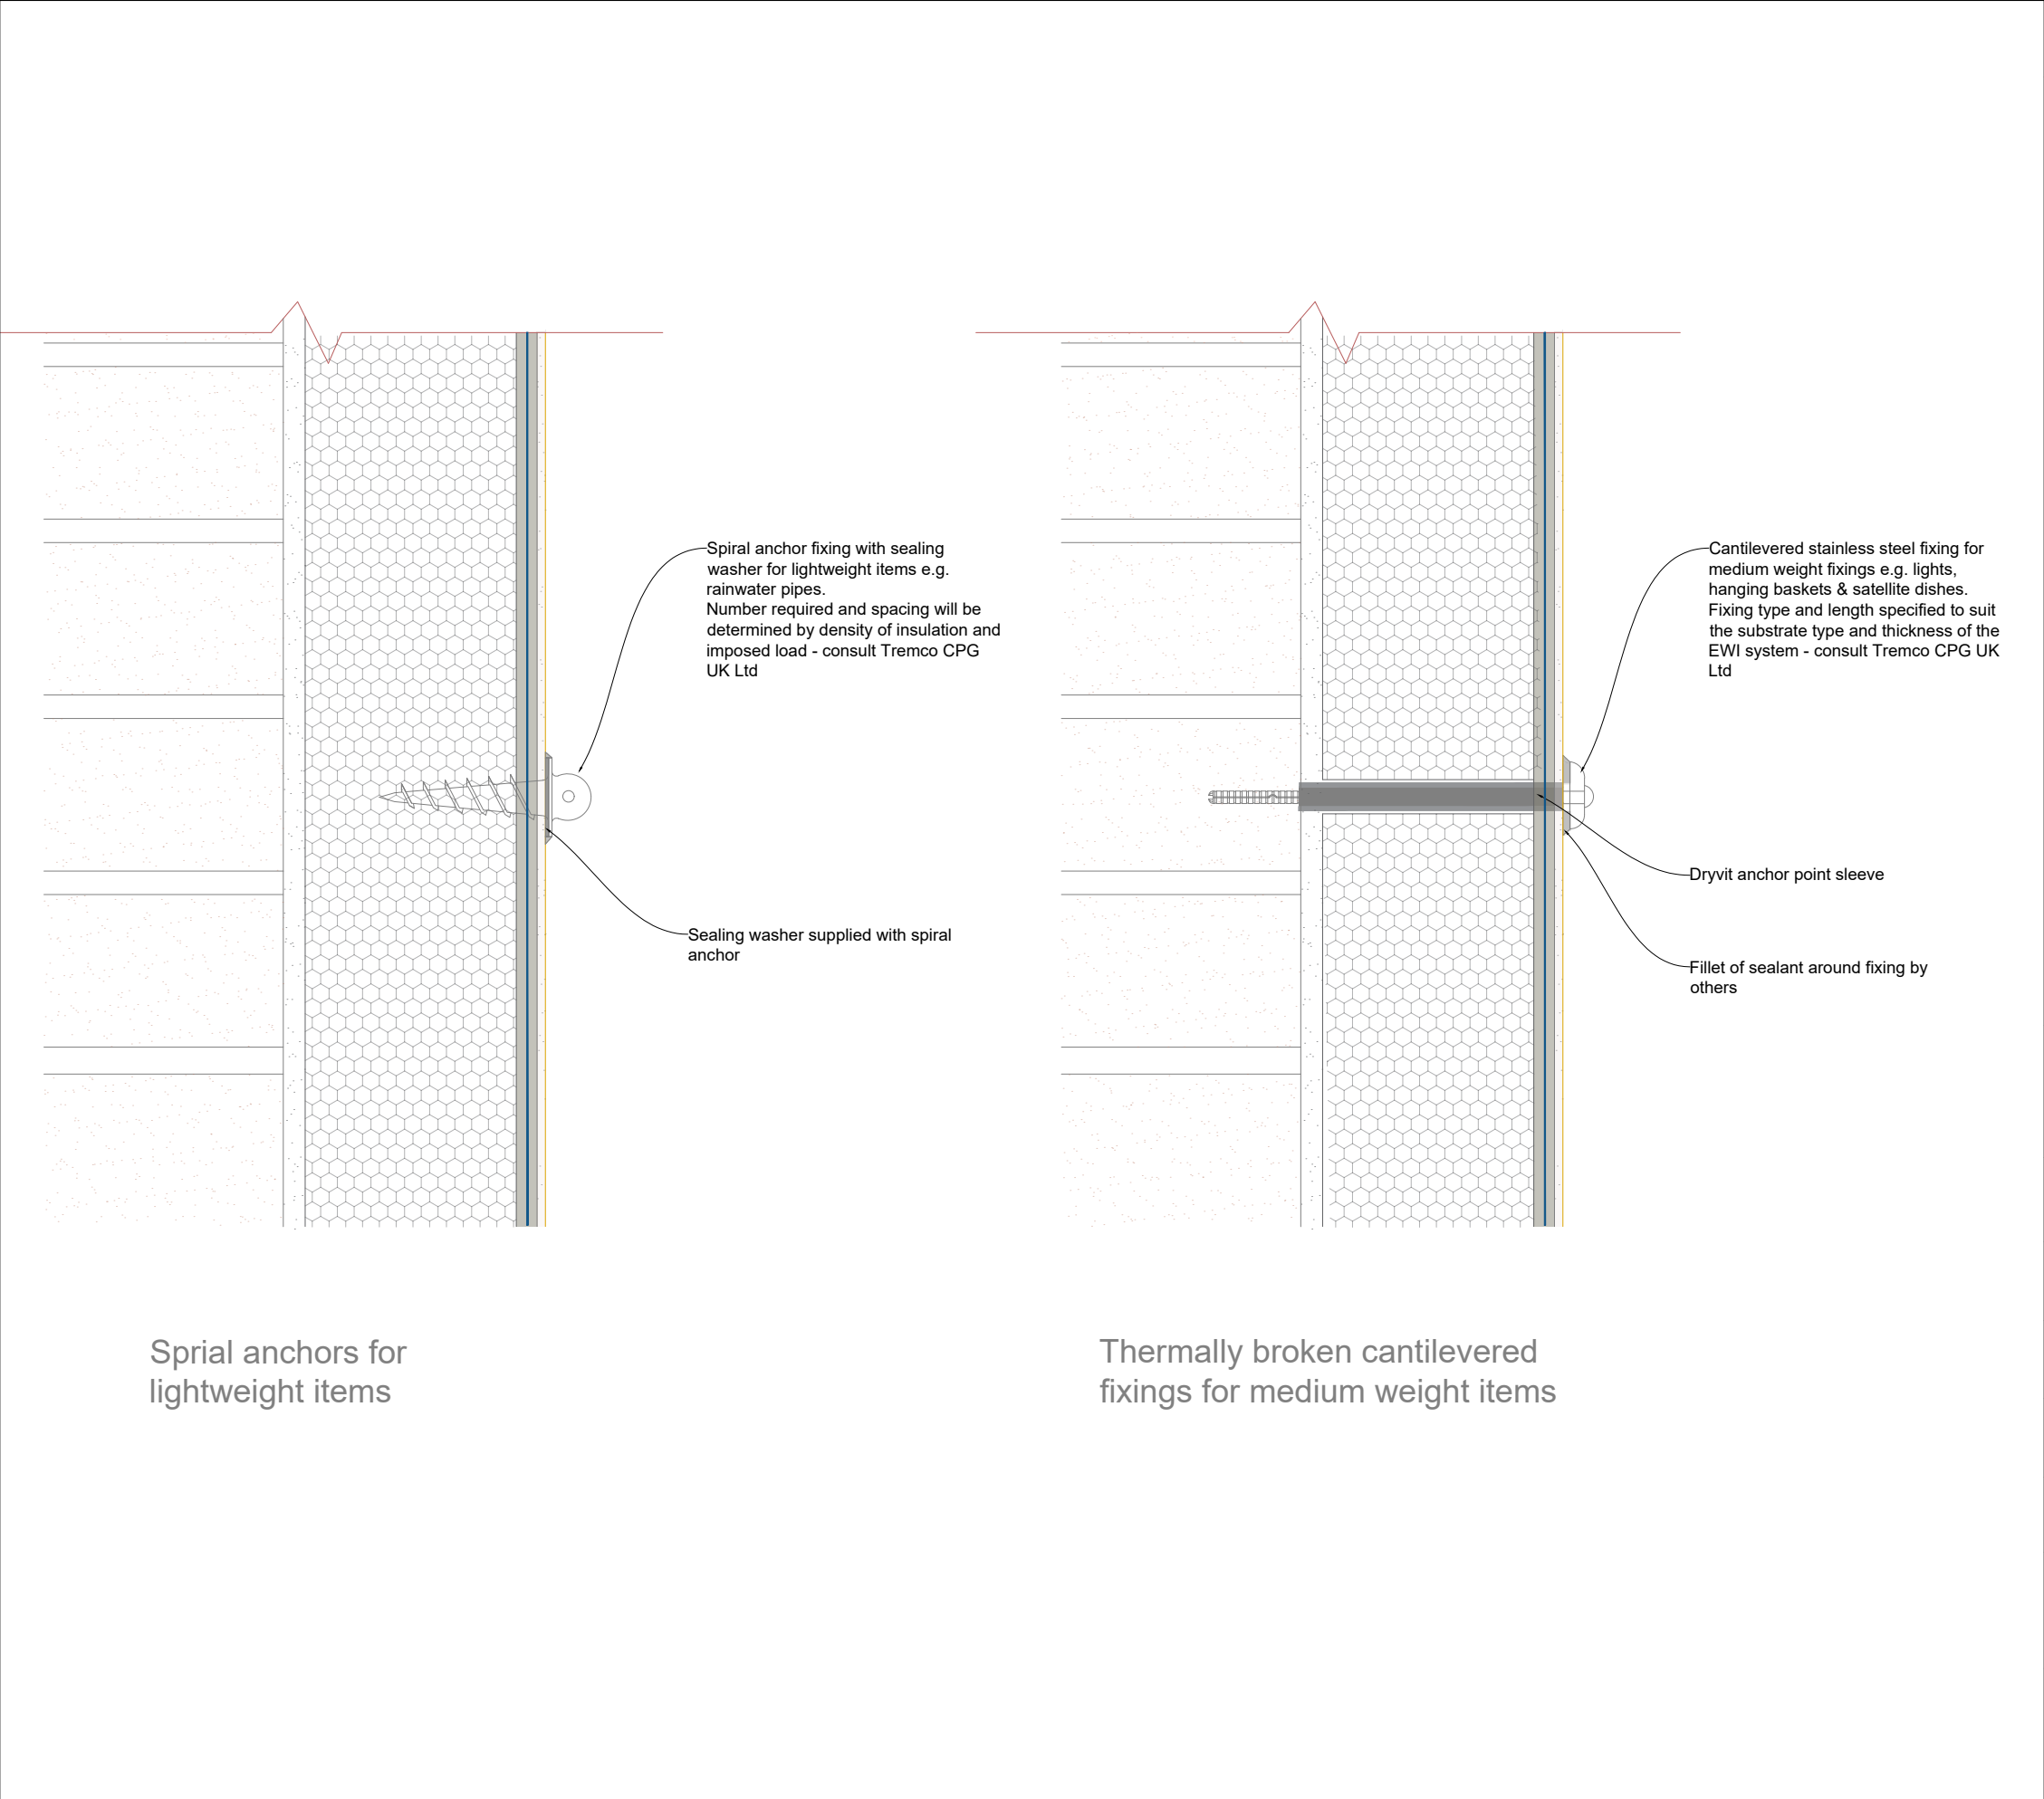 Spiral anchor fixing with sealing
washer for lightweight items e.g.
rainwater pipes.
Number required and spacing will be
determined by density of insulation and
imposed load - consult Tremco CPG
UK Ltd
Sealing washer supplied with spiral
anchor
Sprial anchors for
lightweight items
Cantilevered stainless steel fixing for
medium weight fixings e.g. lights,
hanging baskets & satellite dishes.
Fixing type and length specified to suit
the substrate type and thickness of the
EWI system - consult Tremco CPG UK
Ltd
Dryvit anchor point sleeve
Fillet of sealant around fixing by
others
Thermally broken cantilevered
fixings for medium weight items